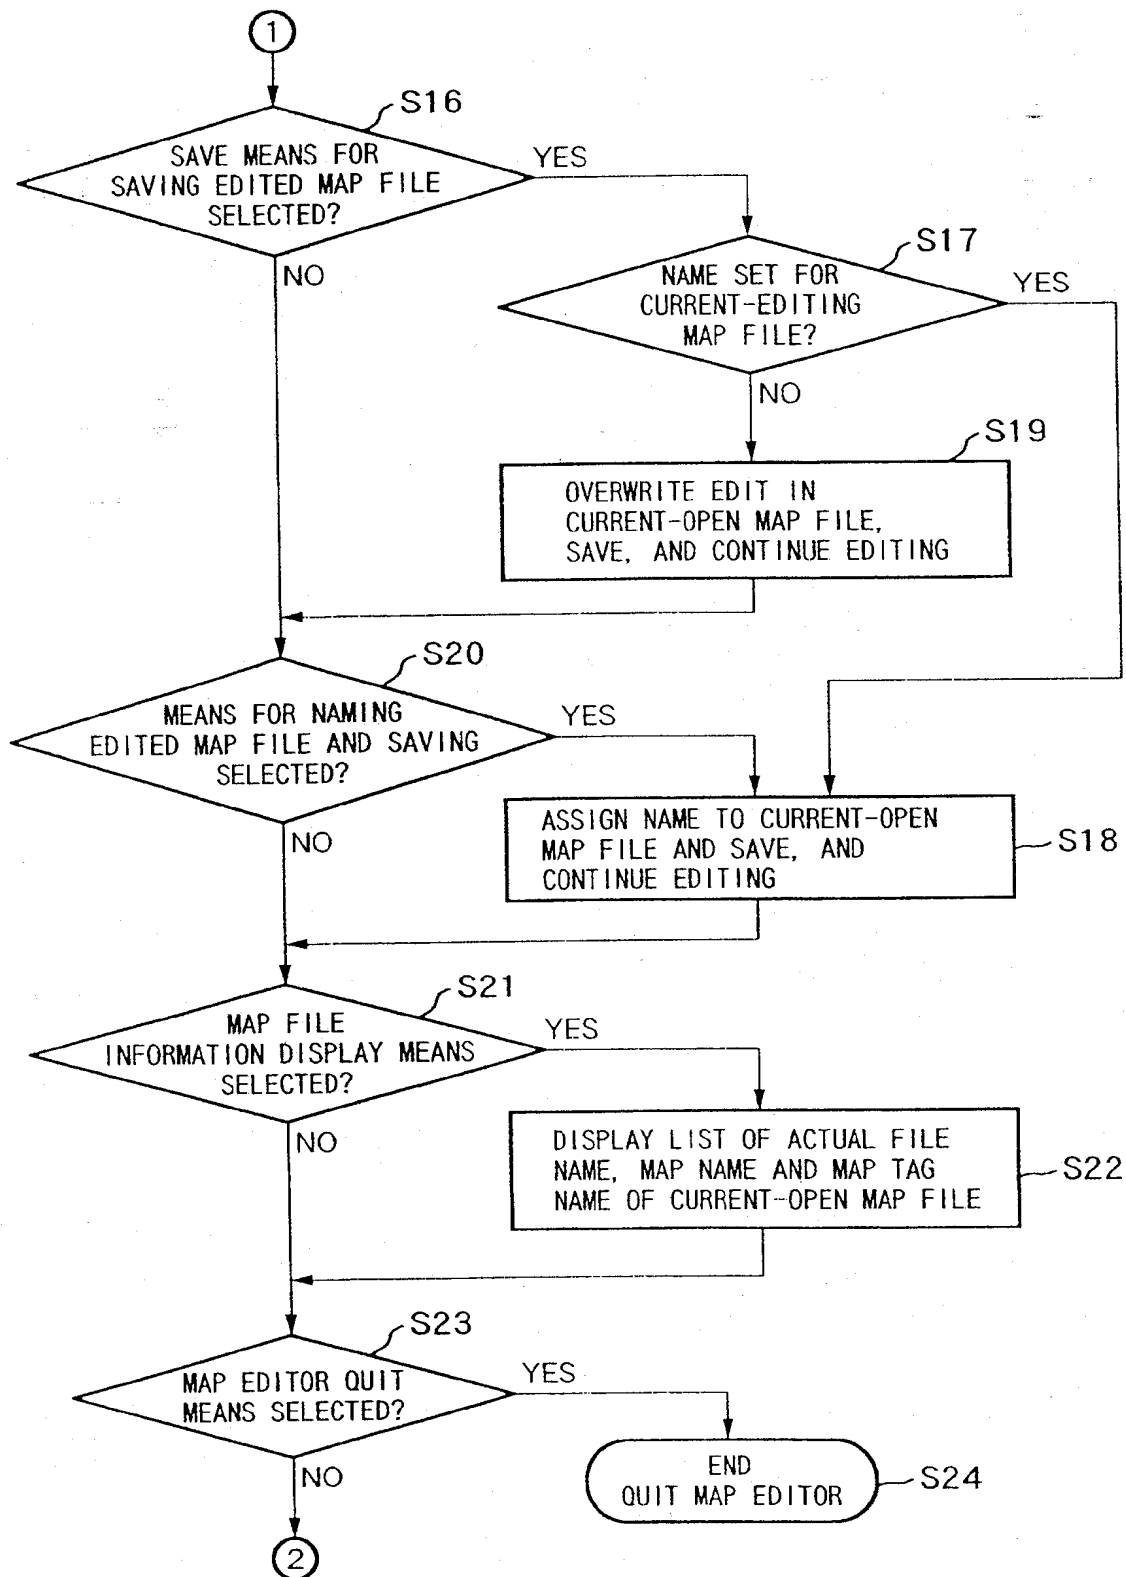 1
S16
SAVE MEANS FOR
SAVING EDITED MAP FILE
SELECTED?
YES
NO
S17
NAME SET FOR
CURRENT-EDITING
MAP FILE?
YES
NO
S19
OVERWRITE EDIT IN
CURRENT-OPEN MAP FILE,
SAVE, AND CONTINUE EDITING
S20
MEANS FOR NAMING
EDITED MAP FILE AND SAVING
SELECTED?
YES
NO
ASSIGN NAME TO CURRENT-OPEN
MAP FILE AND SAVE, AND
CONTINUE EDITING
S18
S21
MAP FILE
INFORMATION DISPLAY MEANS
SELECTED?
YES
NO
DISPLAY LIST OF ACTUAL FILE
NAME, MAP NAME AND MAP TAG
NAME OF CURRENT-OPEN MAP FILE
S22
S23
MAP EDITOR QUIT
MEANS SELECTED?
YES
NO
END
QUIT MAP EDITOR
S24
2